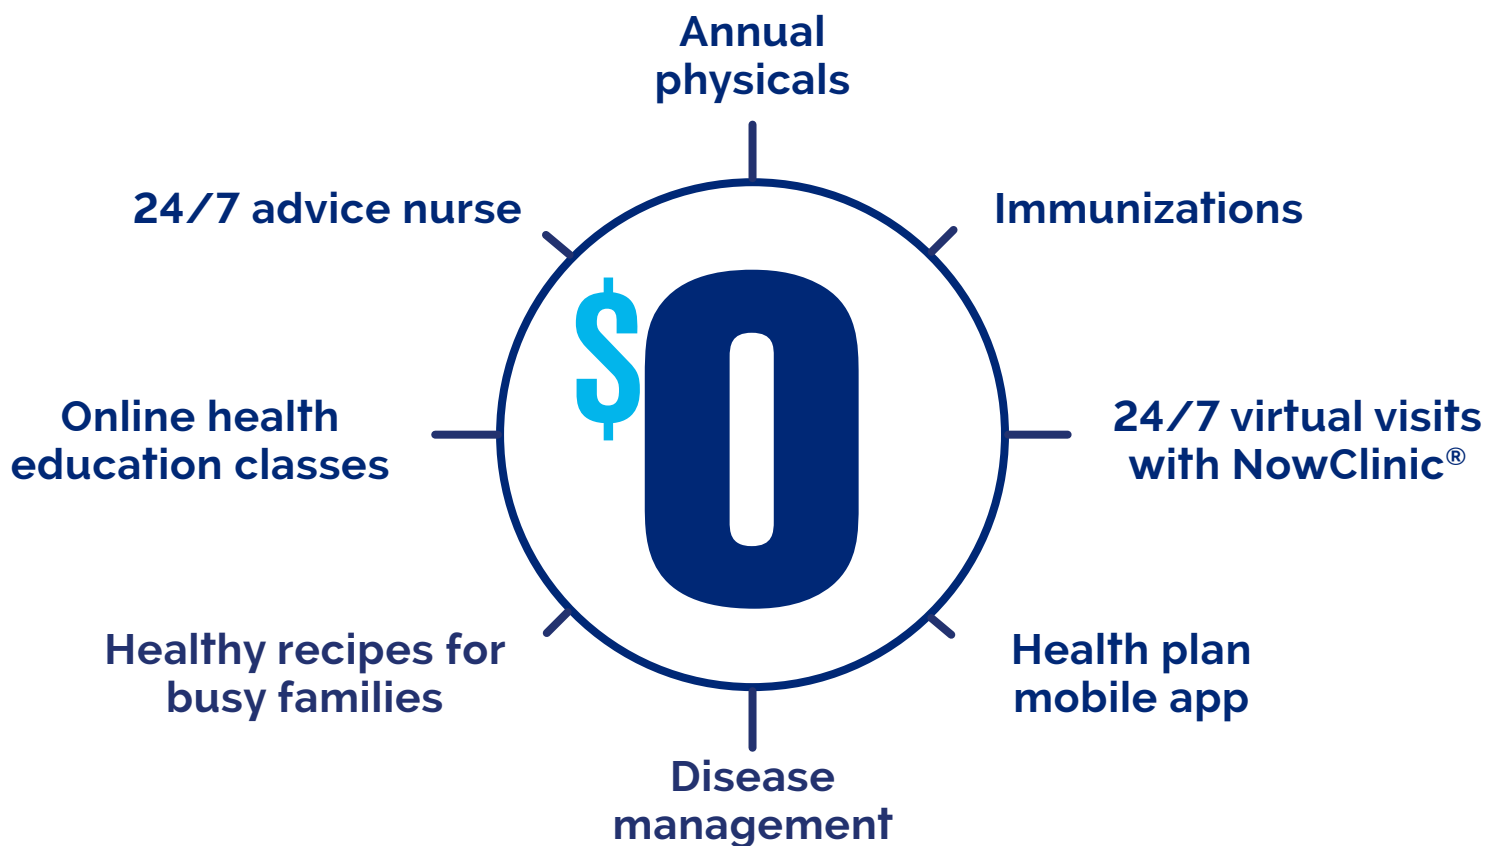 Annual
physicals
24/7 advice nurse
Immunizations
$0
Online health
education classes
24/7 virtual visits
with NowClinic®
Healthy recipes for
busy families
Health plan
mobile app
Disease
management